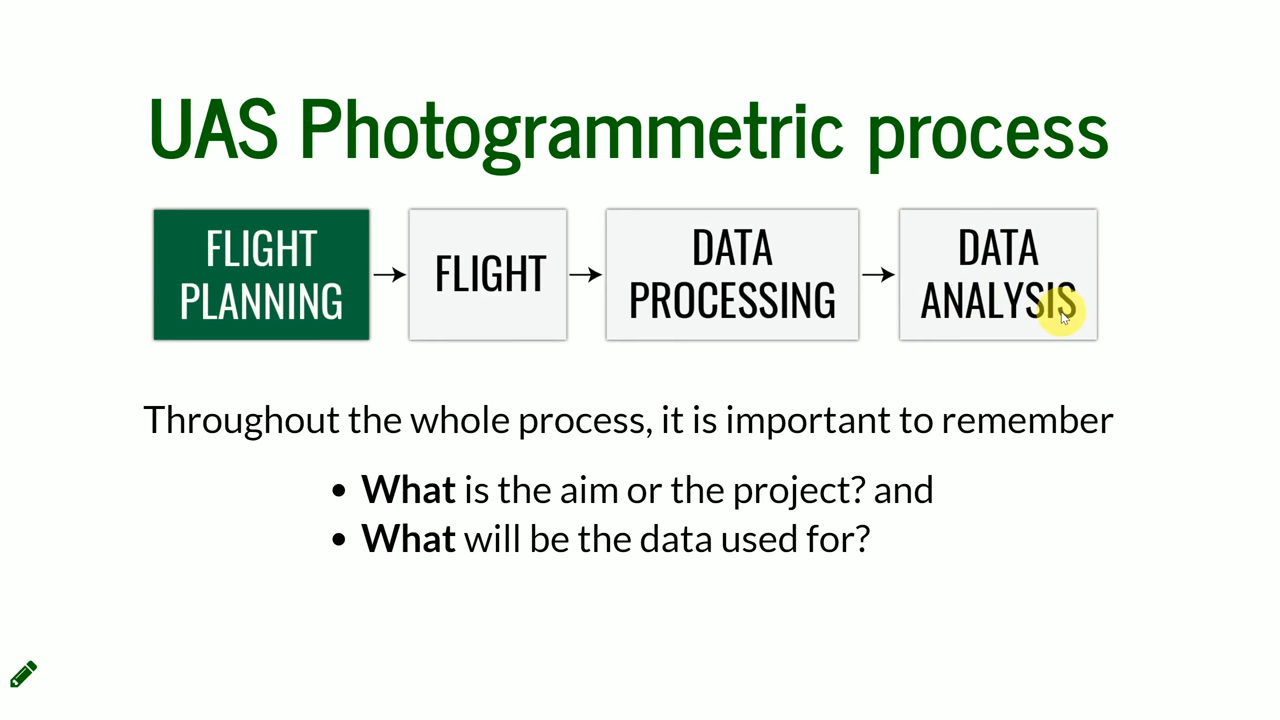 UAS Photogrammetric process
FLIGHT PLANNING
FLIGHT
DATA PROCESSING
DATA ANALYSIS
Throughout the whole process, it is important to remember
• What is the aim or the project? and
• What will be the data used for?